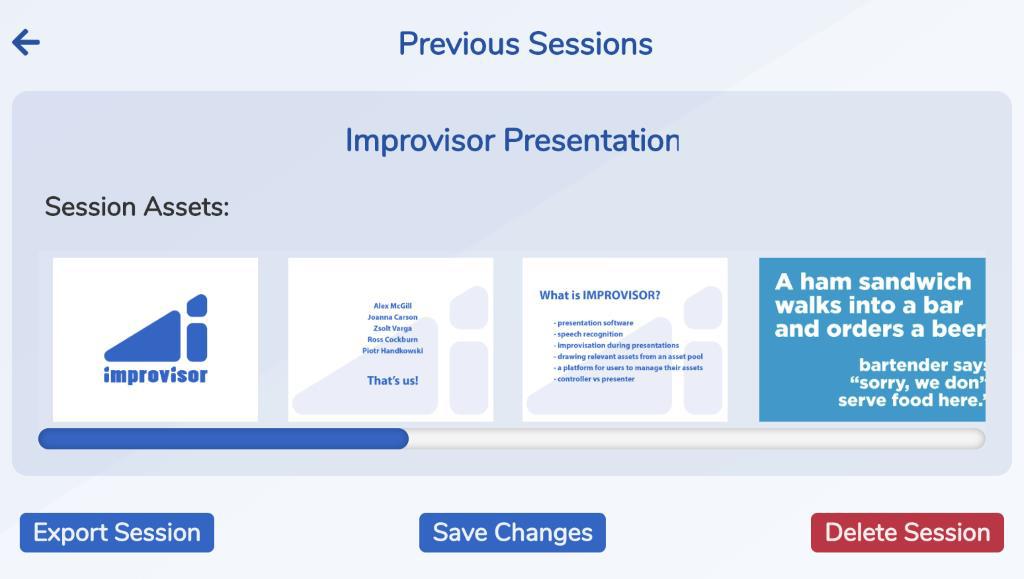 Previous Sessions
Improvisor Presentation
Session Assets:
improvisor
Alex McGill
Joanna Carson
Zsolt Varga
Ross Cockburn
Piotr Handkowski
That's us!
What is IMPROVISOR?
- presentation software
- speech recognition
- improvisation during presentations
- drawing relevant assets from an asset pool
- a platform for users to manage their assets
- controller vs presenter
A ham sandwich
walks into a bar
and orders a beer
bartender says
“sorry, we don’
serve food here.”
Export Session
Save Changes
Delete Session